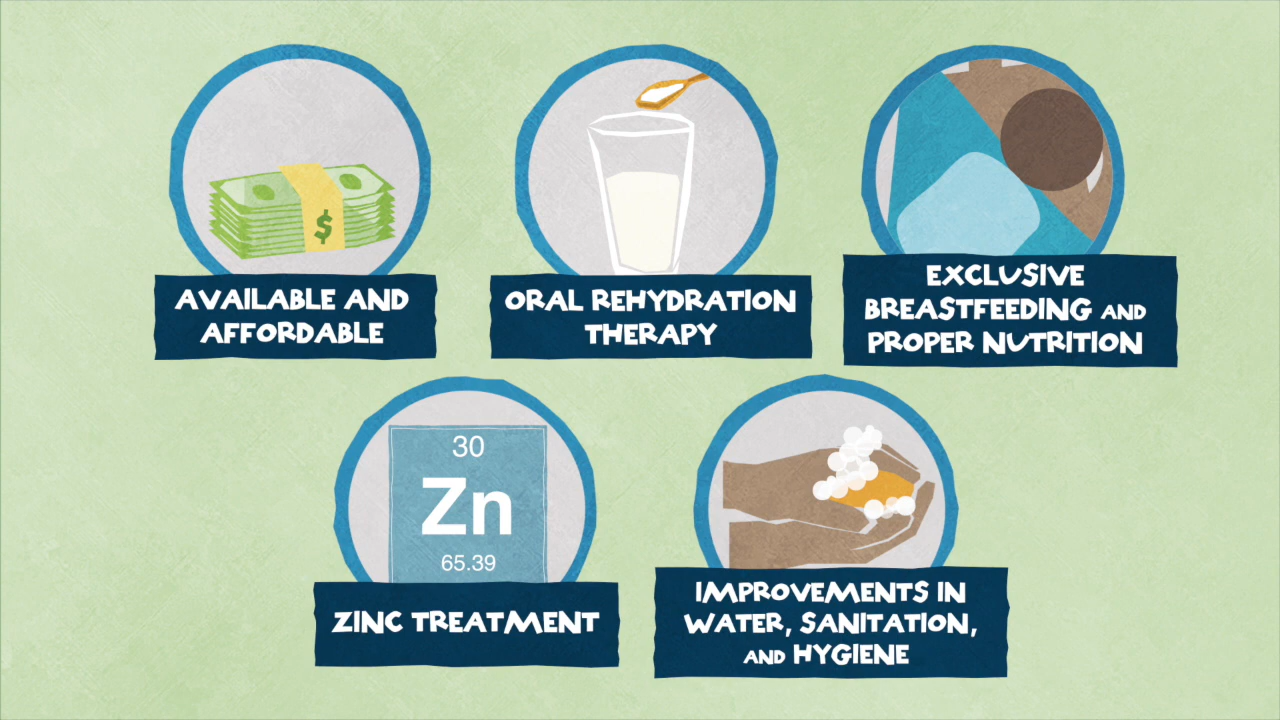 $
AVAILABLE AND
AFFORDABLE
ORAL REHYDRATION
THERAPY
EXCLUSIVE
BREASTFEEDING AND
PROPER NUTRITION
30
Zn
65.39
ZINC TREATMENT
IMPROVEMENTS IN
WATER, SANITATION,
AND HYGIENE